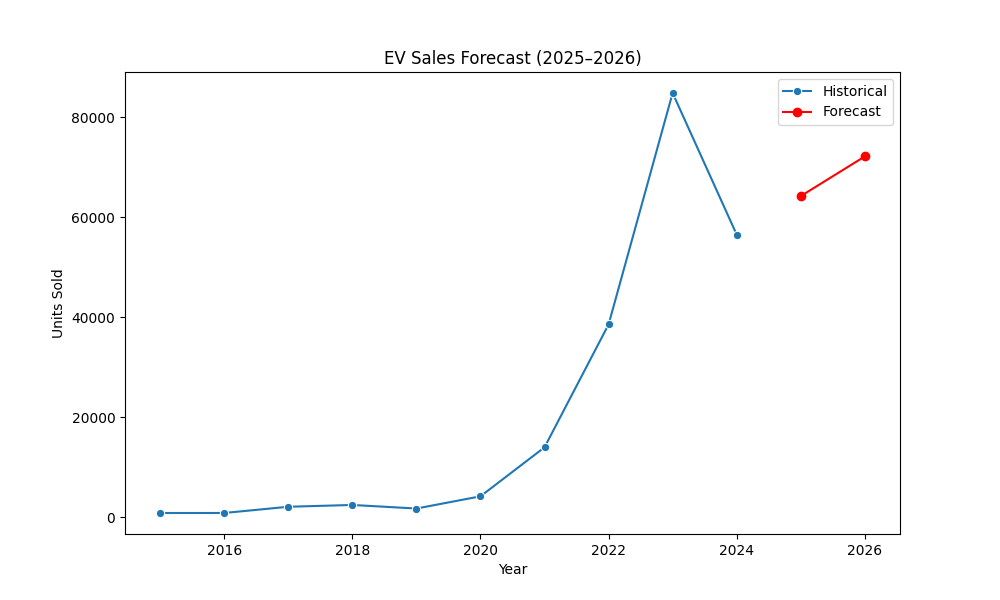 EV Sales Forecast (2025–2026)
Historical
Forecast
80000
60000
40000
20000
0
Units Sold
2016 2018 2020 2022 2024 2026
Year